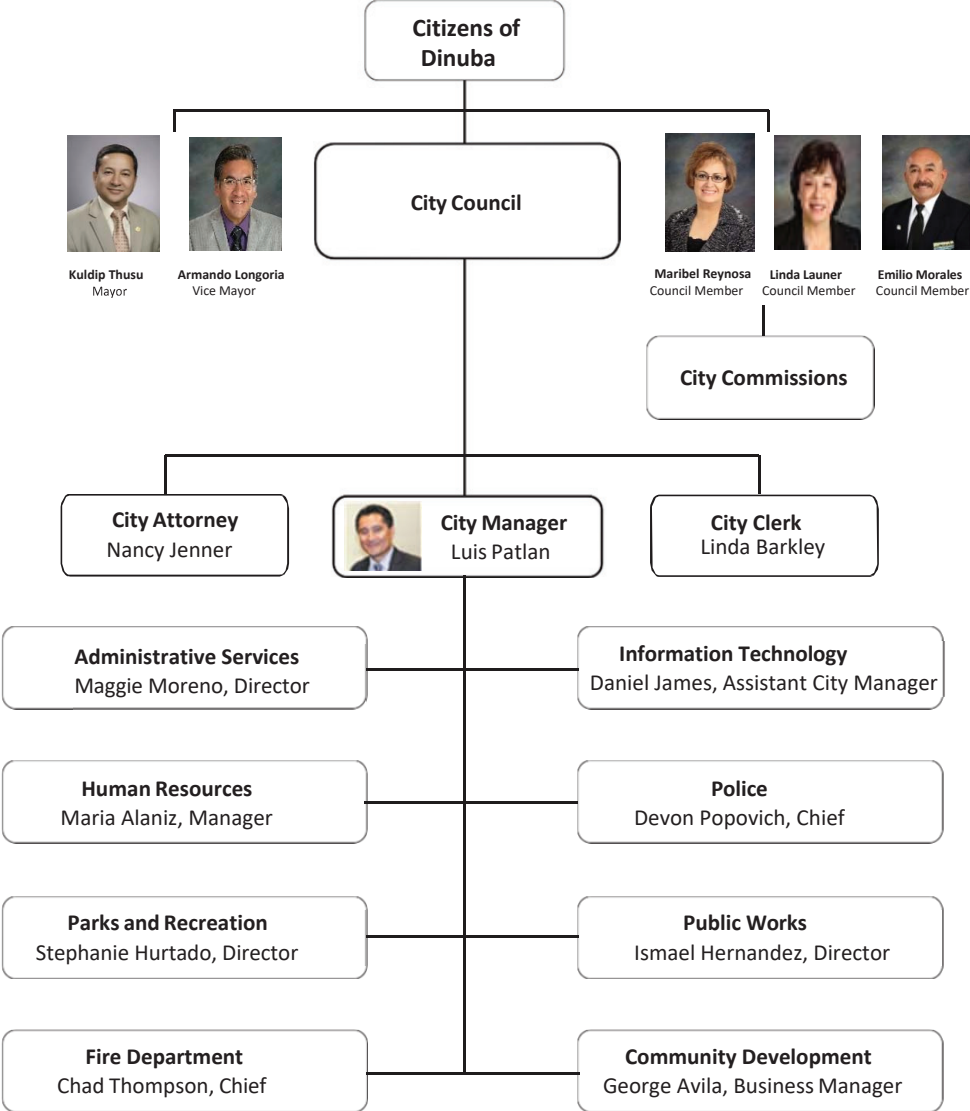 Citizens of
Dinuba
City Council
Kuldip Thusu
Mayor
Armando Longoria
Vice Mayor
Maribel Reynosa
Council Member
Linda Launer
Council Member
Emilio Morales
Council Member
City Commissions
City Attorney
Nancy Jenner
City Manager
Luis Patlan
City Clerk
Linda Barkley
Administrative Services
Maggie Moreno, Director
Information Technology
Daniel James, Assistant City Manager
Human Resources
Maria Alaniz, Manager
Police
Devon Popovich, Chief
Parks and Recreation
Stephanie Hurtado, Director
Public Works
Ismael Hernandez, Director
Fire Department
Chad Thompson, Chief
Community Development
George Avila, Business Manager